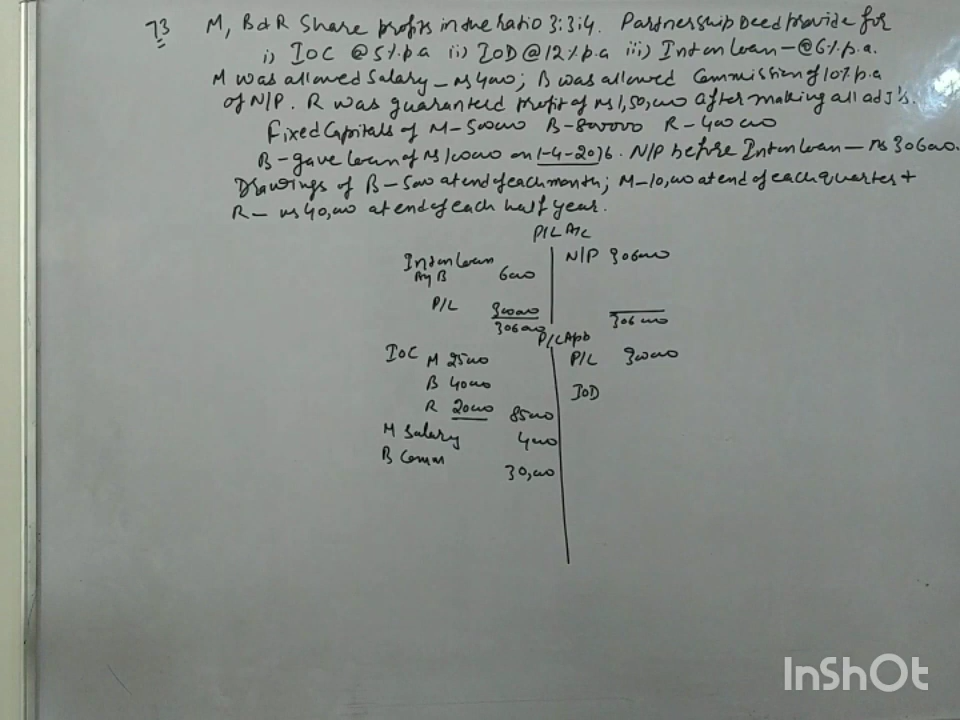 73 M, B & R Share profits in the ratio 3:3:4. Partnership Deed provide for
i) IOC @ 5% p.a ii) IOD @ 12% p.a iii) Int on loan - @ 6% p.a.
M was allowed Salary - Rs 4000; B was allowed Commission of 10% p.a
of N/P. R was guaranteed profit of Rs 1,50,000 after making all adj's.
Fixed Capitals of M - 500000 B - 800000 R - 400000
B - gave loan of Rs 100000 on 1-4-2016. N/P before Int on loan - Rs 306000.
Drawings of B - 5000 at end of each month; M - 10,000 at end of each quarter +
R - Rs 40,000 at end of each half year.
P/L A/c
Int on loan N/P 306000
B 6000
P/L 300000
306000 306000
P/L App
IOC M 25000 P/L 300000
B 40000
IOD
R 20000 85000
M Salary 4000
B Comm 30,000
InShOt